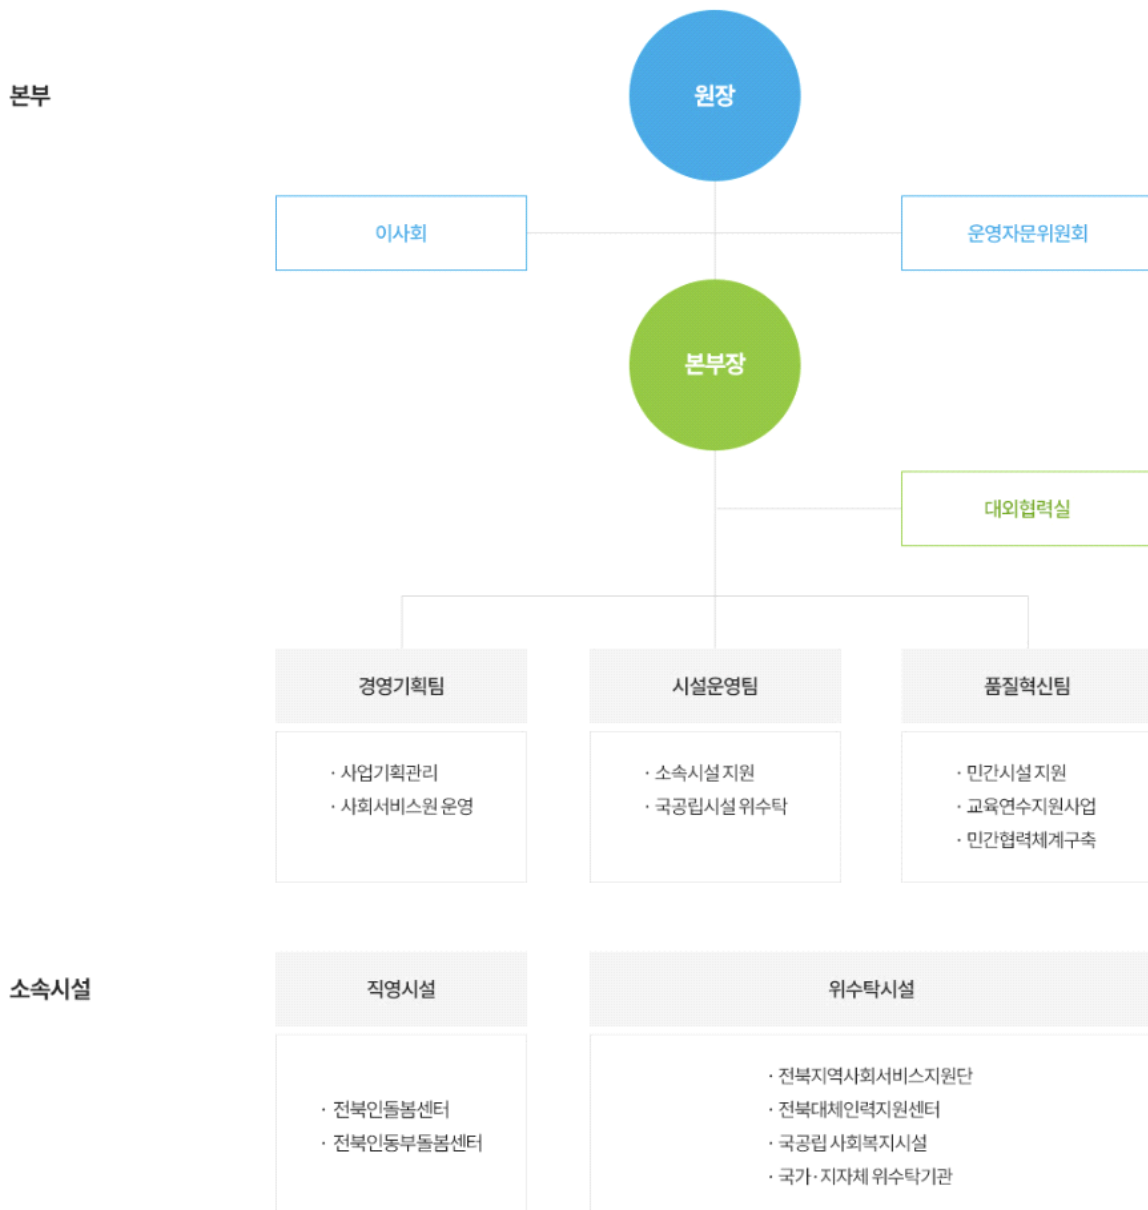 본부
원장
이사회
운영자문위원회
본부장
대외협력실
경영기획팀
· 사업기획관리
· 사회서비스원 운영
시설운영팀
· 소속시설 지원
· 국공립시설 위수탁
품질혁신팀
· 민간시설 지원
· 교육연수지원사업
· 민간협력체계구축
소속시설
직영시설
· 전북인돌봄센터
· 전북인동부돌봄센터
위수탁시설
· 전북지역사회서비스지원단
· 전북대체인력지원센터
· 국공립 사회복지시설
· 국가·지자체 위수탁기관